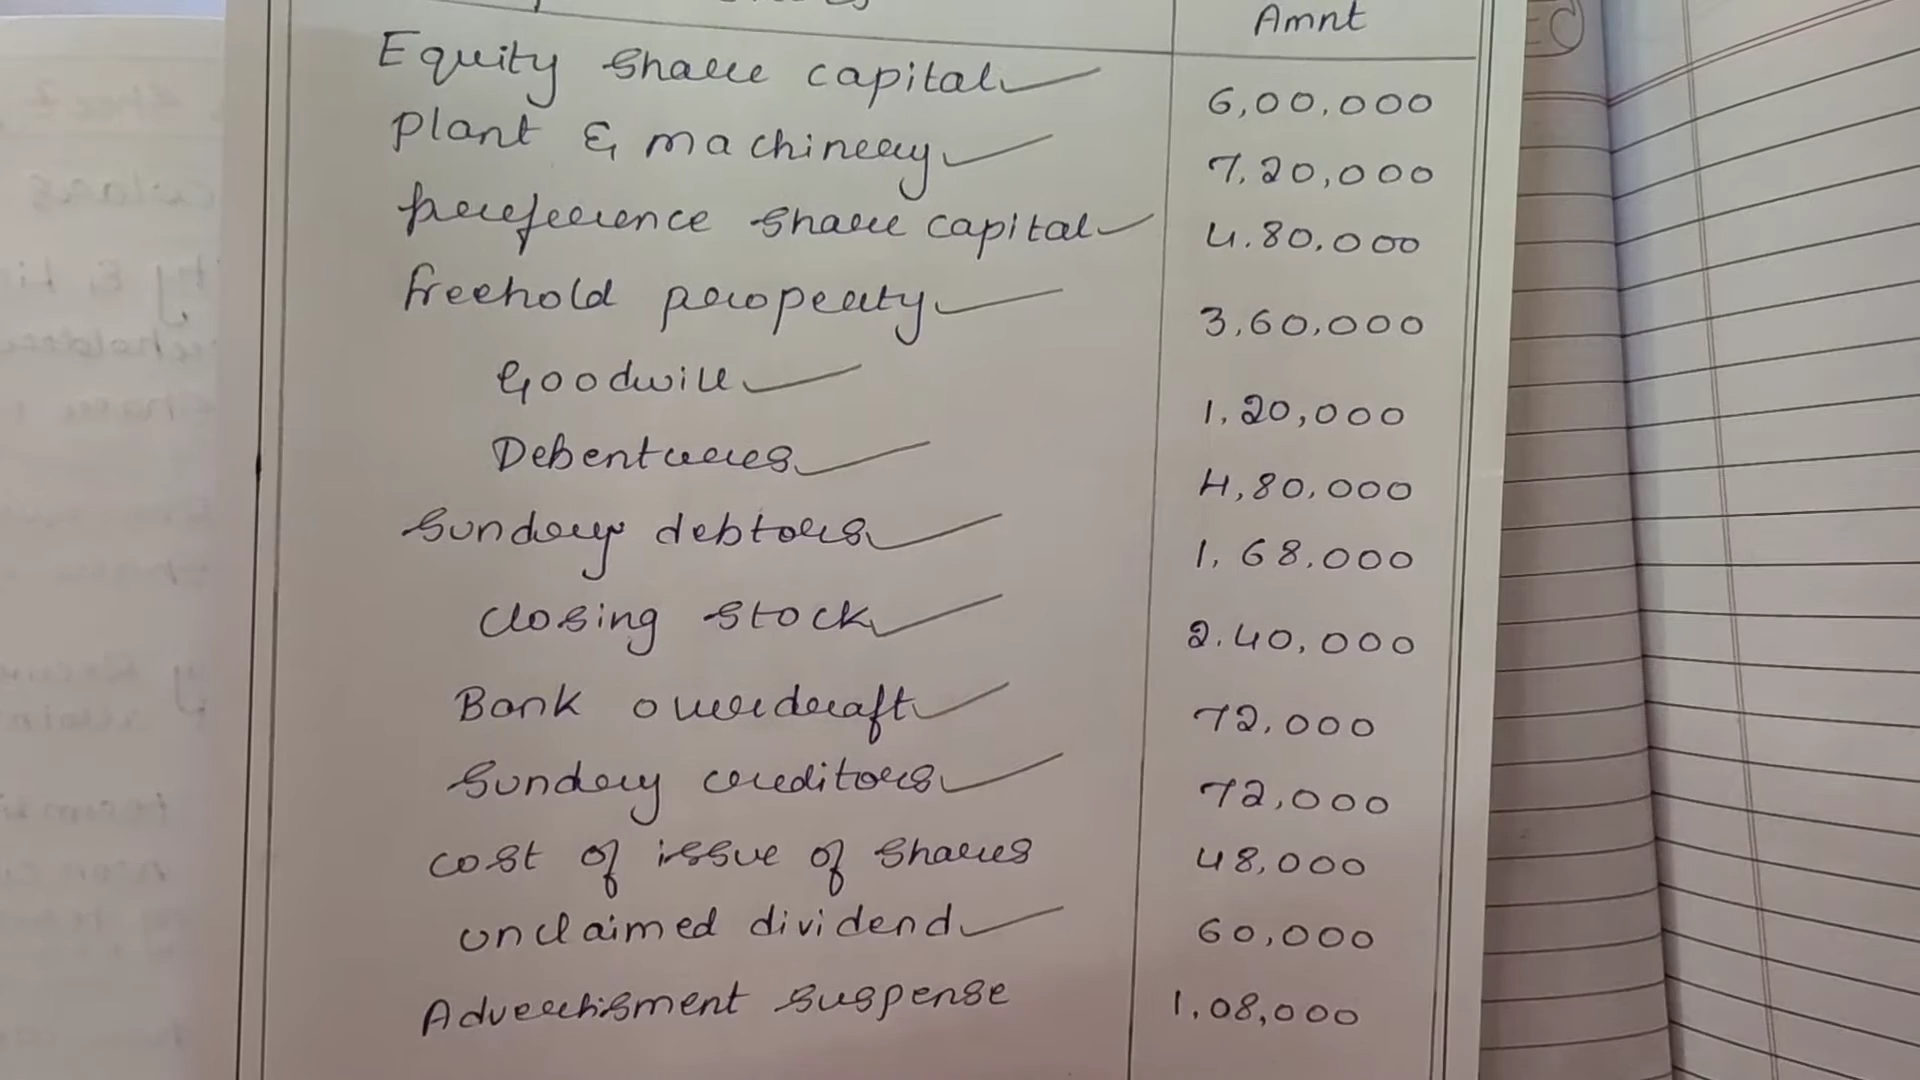 Amnt
Equity share capital 6,00,000
plant & machinery 7,20,000
preference share capital 4.80,000
freehold property 3,60,000
Goodwill 1,20,000
Debentures 4,80,000
Sundry debtors 1,68,000
closing stock 2.40,000
Bank overdraft 72,000
Sundry creditors 72,000
cost of issue of shares 48,000
unclaimed dividend 60,000
Advertisment suspense 1,08,000